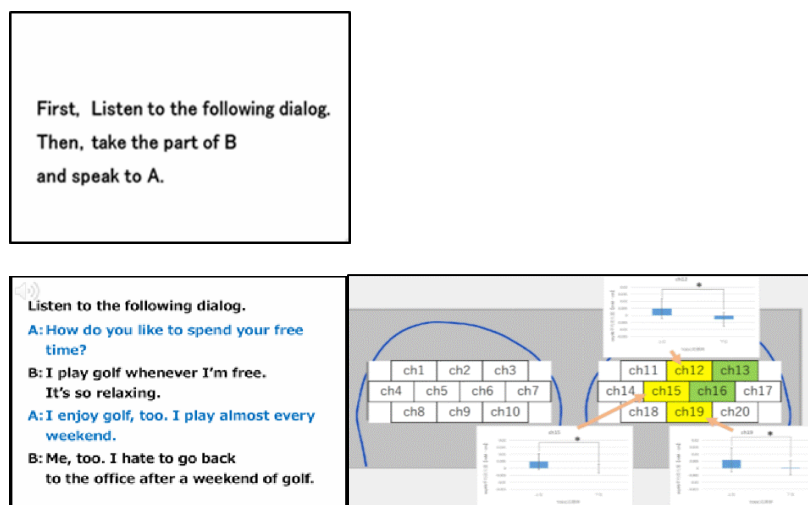 First, Listen to the following dialog.
Then, take the part of B
and speak to A.
Listen to the following dialog.
A: How do you like to spend your free
time?
B: I play golf whenever I'm free.
It's so relaxing.
A: I enjoy golf, too. I play almost every
weekend.
B: Me, too. I hate to go back
to the office after a weekend of golf.
ch1 ch2 ch3
ch4 ch5 ch6 ch7
ch8 ch9 ch10
ch11 ch12 ch13
ch14 ch15 ch16 ch17
ch18 ch19 ch20